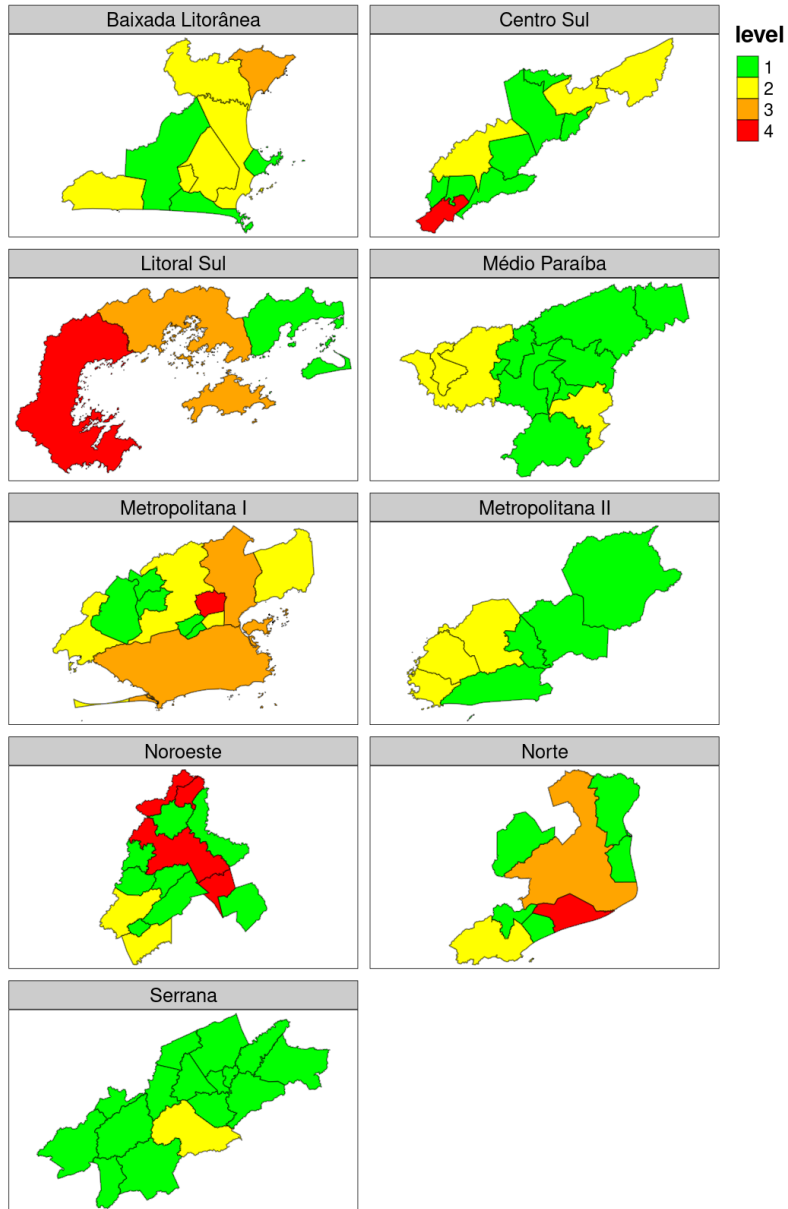 Baixada Litorânea
Centro Sul
level
1
2
3
4
Litoral Sul
Médio Paraíba
Metropolitana I
Metropolitana II
Noroeste
Norte
Serrana